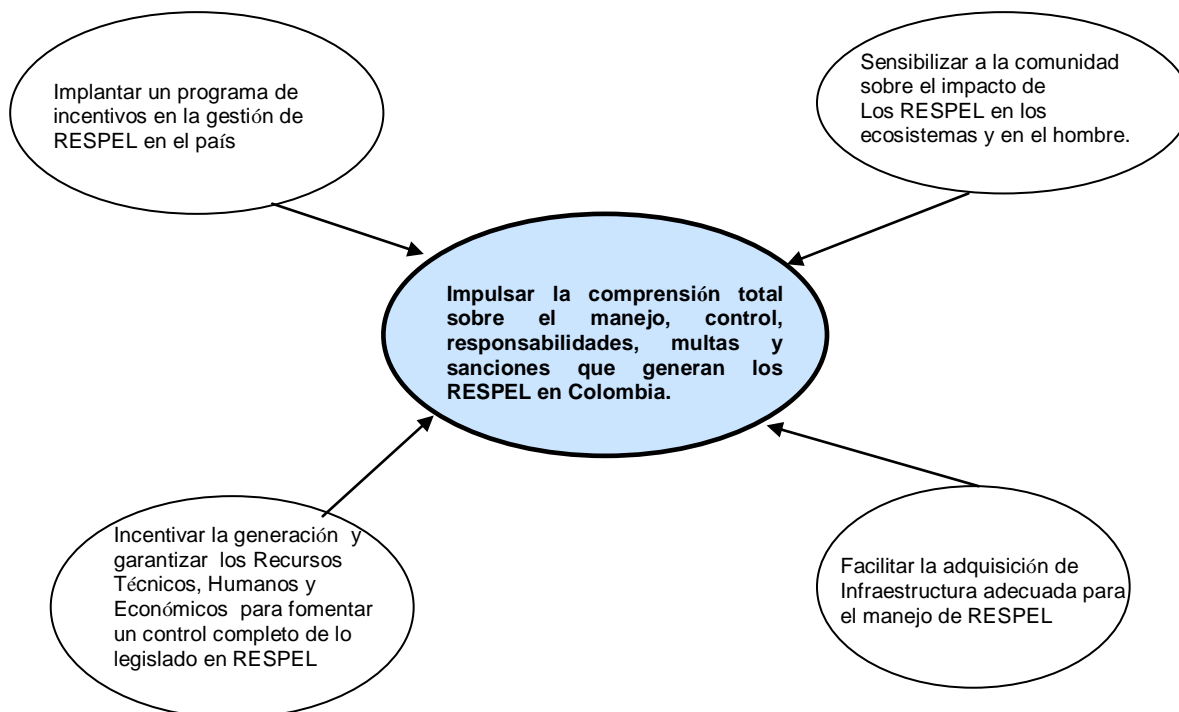 Implantar un programa de
incentivos en la gestión de
RESPEL en el país
Sensibilizar a la comunidad
sobre el impacto de
Los RESPEL en los
ecosistemas y en el hombre.
Impulsar la comprensión total
sobre el manejo, control,
responsabilidades, multas y
sanciones que generan los
RESPEL en Colombia.
Incentivar la generación y
garantizar los Recursos
Técnicos, Humanos y
Económicos para fomentar
un control completo de lo
legislado en RESPEL
Facilitar la adquisición de
Infraestructura adecuada para
el manejo de RESPEL